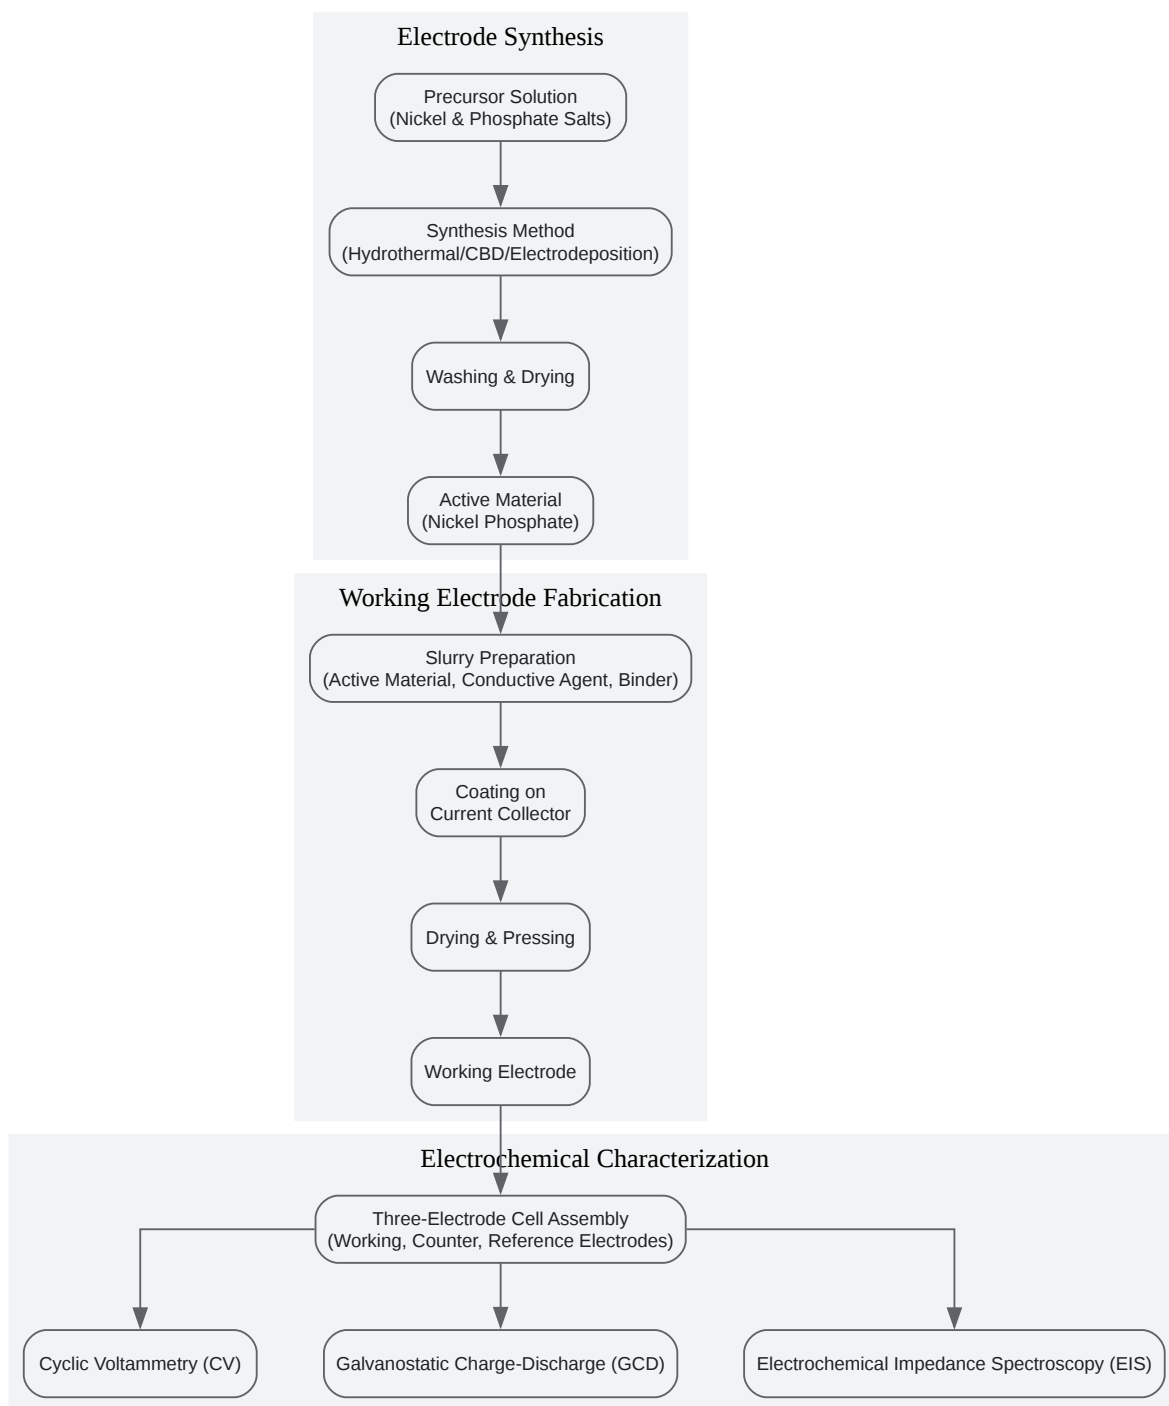 Electrode Synthesis
Precursor Solution
(Nickel & Phosphate Salts)
Synthesis Method
(Hydrothermal/CBD/Electrodeposition)
Washing & Drying
Active Material
(Nickel Phosphate)
Working Electrode Fabrication
Slurry Preparation
(Active Material, Conductive Agent, Binder)
Coating on
Current Collector
Drying & Pressing
Working Electrode
Electrochemical Characterization
Three-Electrode Cell Assembly
(Working, Counter, Reference Electrodes)
Cyclic Voltammetry (CV)
Galvanostatic Charge-Discharge (GCD)
Electrochemical Impedance Spectroscopy (EIS)